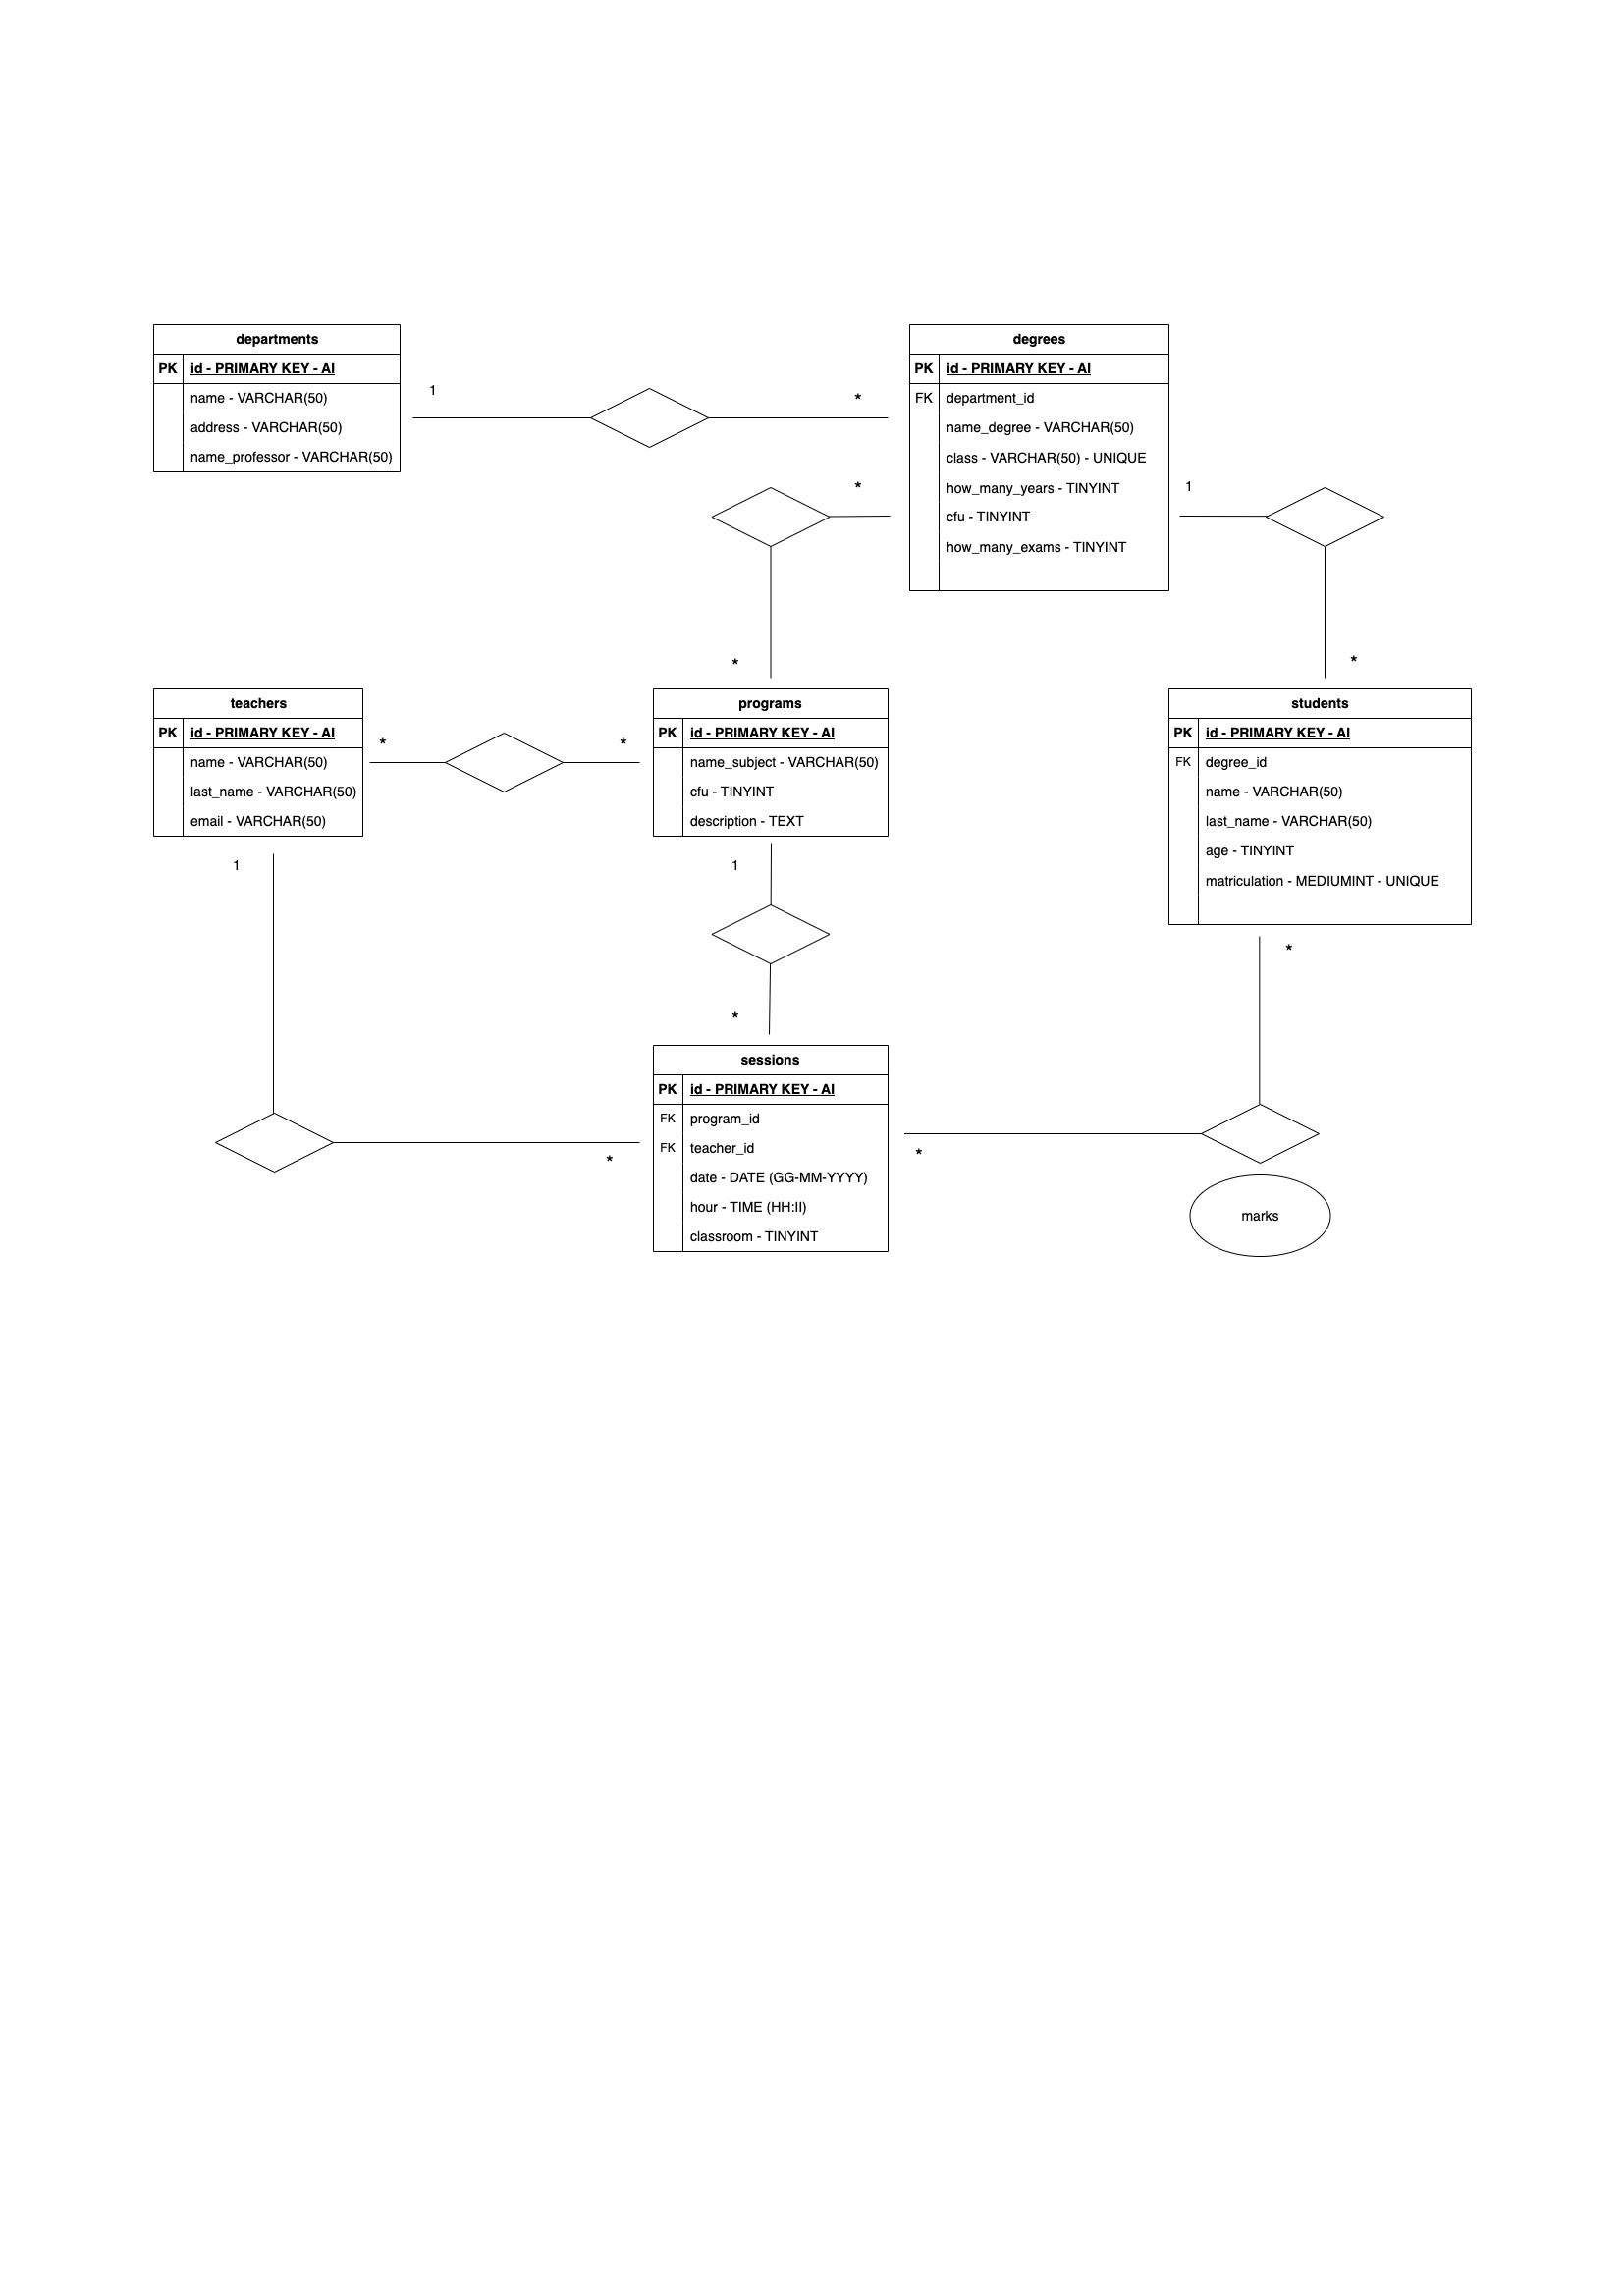 departments
PK id - PRIMARY KEY - AI
name - VARCHAR(50)
address - VARCHAR(50)
name_professor - VARCHAR(50)
1
*
degrees
PK id - PRIMARY KEY - AI
FK department_id
name_degree - VARCHAR(50)
class - VARCHAR(50) - UNIQUE
how_many_years - TINYINT
cfu - TINYINT
how_many_exams - TINYINT
*
*
1
*
teachers
PK id - PRIMARY KEY - AI
name - VARCHAR(50)
last_name - VARCHAR(50)
email - VARCHAR(50)
*
*
programs
PK id - PRIMARY KEY - AI
name_subject - VARCHAR(50)
cfu - TINYINT
description - TEXT
students
PK id - PRIMARY KEY - AI
FK degree_id
name - VARCHAR(50)
last_name - VARCHAR(50)
age - TINYINT
matriculation - MEDIUMINT - UNIQUE
1
1
*
*
sessions
PK id - PRIMARY KEY - AI
FK program_id
FK teacher_id
date - DATE (GG-MM-YYYY)
hour - TIME (HH:II)
classroom - TINYINT
*
*
marks